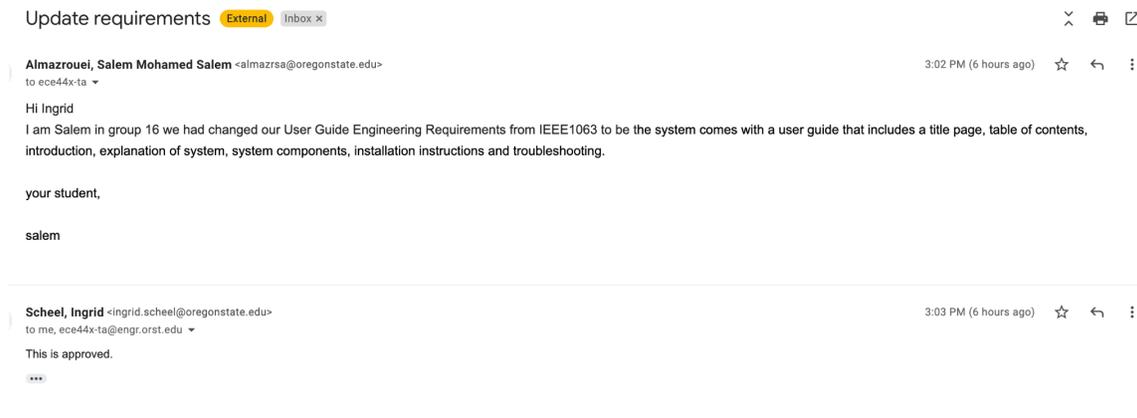 Update requirements External Inbox ×
Almazrouei, Salem Mohamed Salem <almazrsa@oregonstate.edu> 3:02 PM (6 hours ago)
to ece44x-ta
Hi Ingrid
I am Salem in group 16 we had changed our User Guide Engineering Requirements from IEEE1063 to be the system comes with a user guide that includes a title page, table of contents,
introduction, explanation of system, system components, installation instructions and troubleshooting.
your student,
salem
Scheel, Ingrid <ingrid.scheel@oregonstate.edu> 3:03 PM (6 hours ago)
to me, ece44x-ta@engr.orst.edu
This is approved.